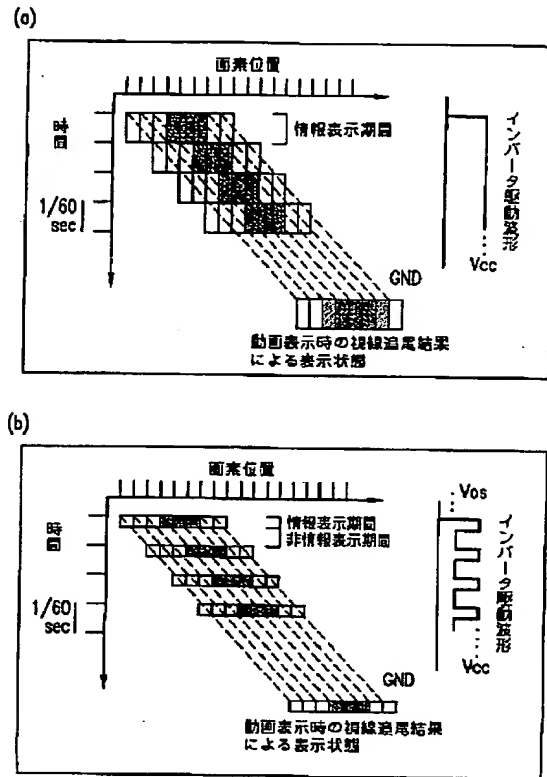 (a)
画素位置
時間
情報表示期間
1/60
sec
インバータ駆動波形
Vcc
GND
動画表示時の視線追尾結果
による表示状態
(b)
画素位置
時間
情報表示期間
非情報表示期間
1/60
sec
Vos
インバータ駆動波形
Vcc
GND
動画表示時の視線追尾結果
による表示状態